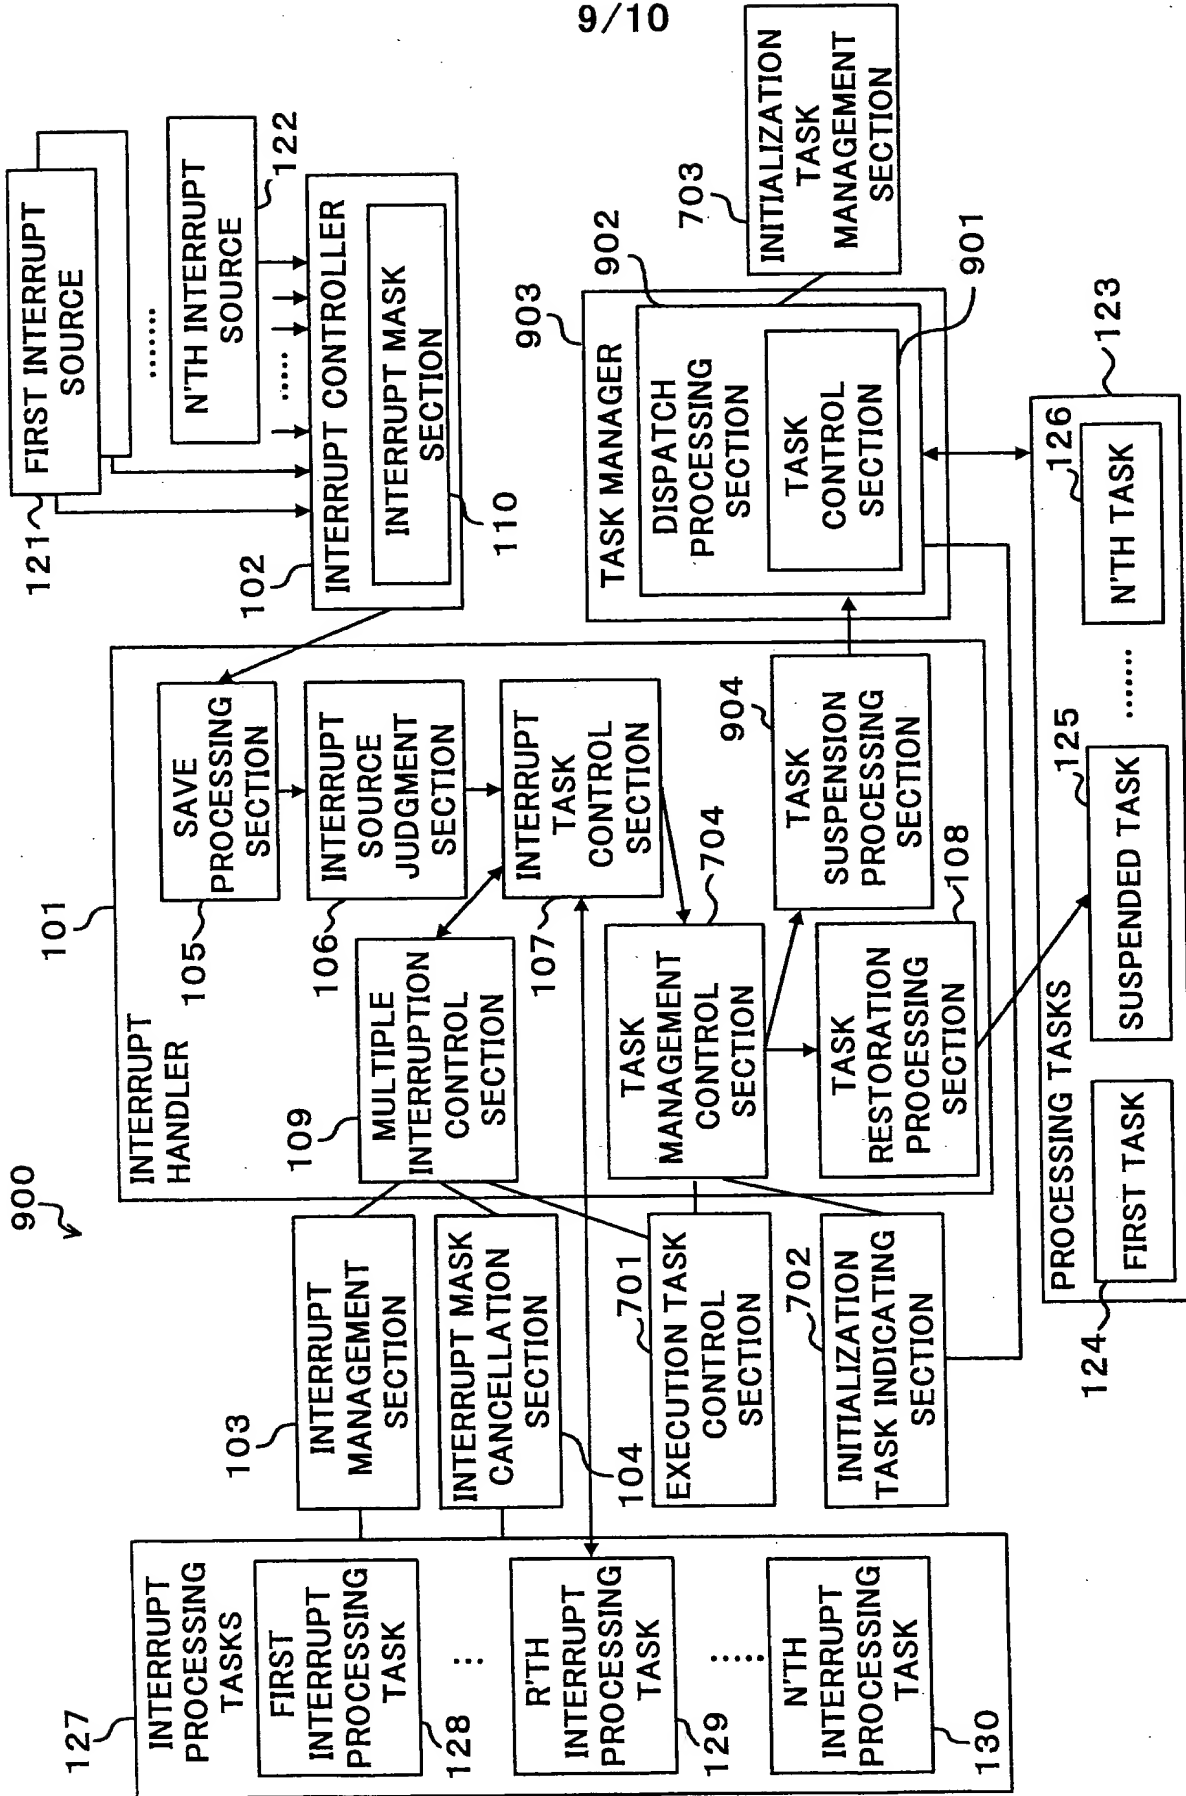 9/10
900
127
INTERRUPT
PROCESSING
TASKS
FIRST
INTERRUPT
PROCESSING
TASK
128
R'TH
INTERRUPT
PROCESSING
TASK
129
N'TH
INTERRUPT
PROCESSING
TASK
130
103
INTERRUPT
MANAGEMENT
SECTION
INTERRUPT MASK
CANCELLATION
SECTION
104
701
EXECUTION TASK
CONTROL
SECTION
702
INITIALIZATION
TASK INDICATING
SECTION
101
INTERRUPT
HANDLER
105
SAVE
PROCESSING
SECTION
106
INTERRUPT
SOURCE
JUDGMENT
SECTION
109
MULTIPLE
INTERRUPTION
CONTROL
SECTION
107
INTERRUPT
TASK
CONTROL
SECTION
704
TASK
MANAGEMENT
CONTROL
SECTION
904
TASK
SUSPENSION
PROCESSING
SECTION
108
TASK
RESTORATION
PROCESSING
SECTION
121
FIRST INTERRUPT
SOURCE
N'TH INTERRUPT
SOURCE
122
102
INTERRUPT CONTROLLER
INTERRUPT MASK
SECTION
110
903
TASK MANAGER
902
DISPATCH
PROCESSING
SECTION
TASK
CONTROL
SECTION
901
703
INITIALIZATION
TASK
MANAGEMENT
SECTION
123
PROCESSING TASKS
124
FIRST TASK
125
SUSPENDED TASK
126
N'TH TASK